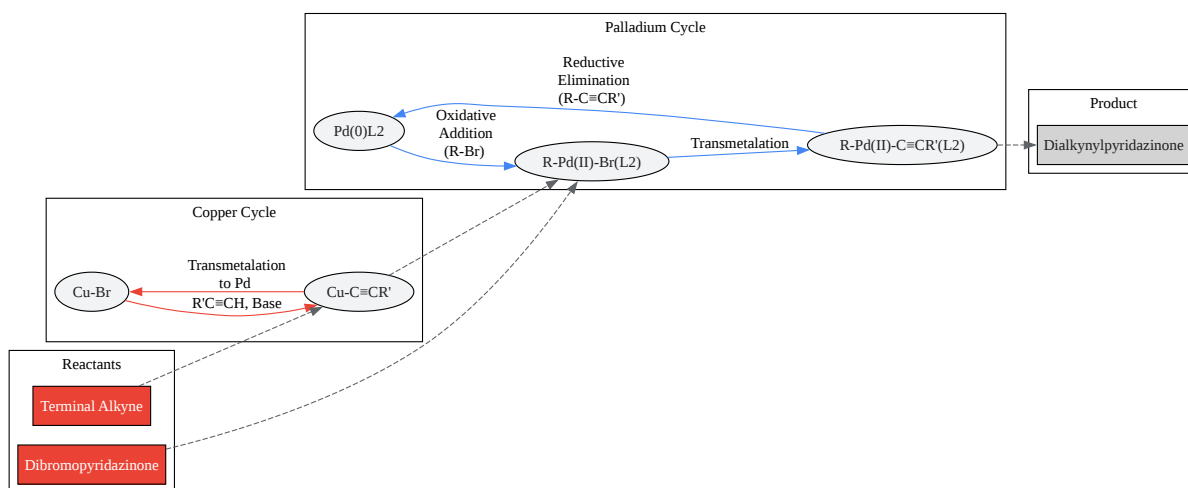 Palladium Cycle
Reductive
Elimination
(R-C≡CR')
Pd(0)L2
Oxidative
Addition
(R-Br)
R-Pd(II)-Br(L2)
Transmetalation
R-Pd(II)-C≡CR'(L2)
Product
Dialkynylpyridazinone
Copper Cycle
Cu-Br
Transmetalation
to Pd
R'C≡CH, Base
Cu-C≡CR'
Reactants
Terminal Alkyne
Dibromopyridazinone